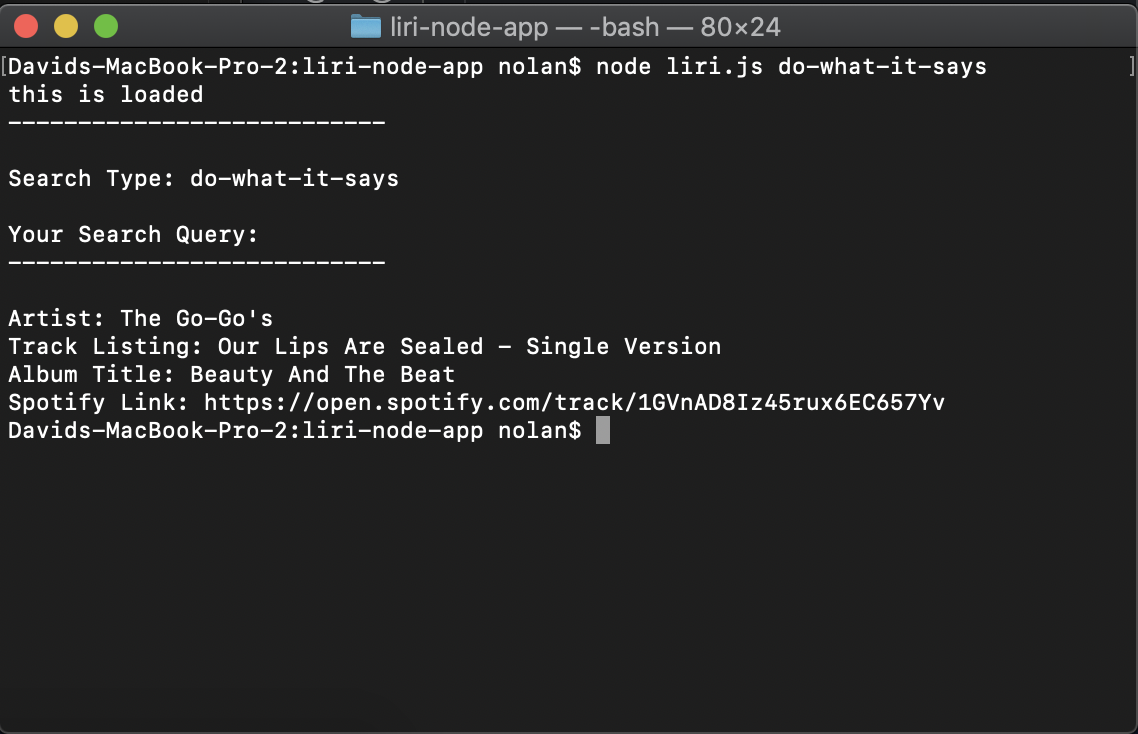 liri-node-app — -bash — 80×24
[Davids-MacBook-Pro-2:liri-node-app nolan$ node liri.js do-what-it-says ]
this is loaded
---------------------------
Search Type: do-what-it-says
Your Search Query:
---------------------------
Artist: The Go-Go's
Track Listing: Our Lips Are Sealed - Single Version
Album Title: Beauty And The Beat
Spotify Link: https://open.spotify.com/track/1GVnAD8Iz45rux6EC657Yv
Davids-MacBook-Pro-2:liri-node-app nolan$